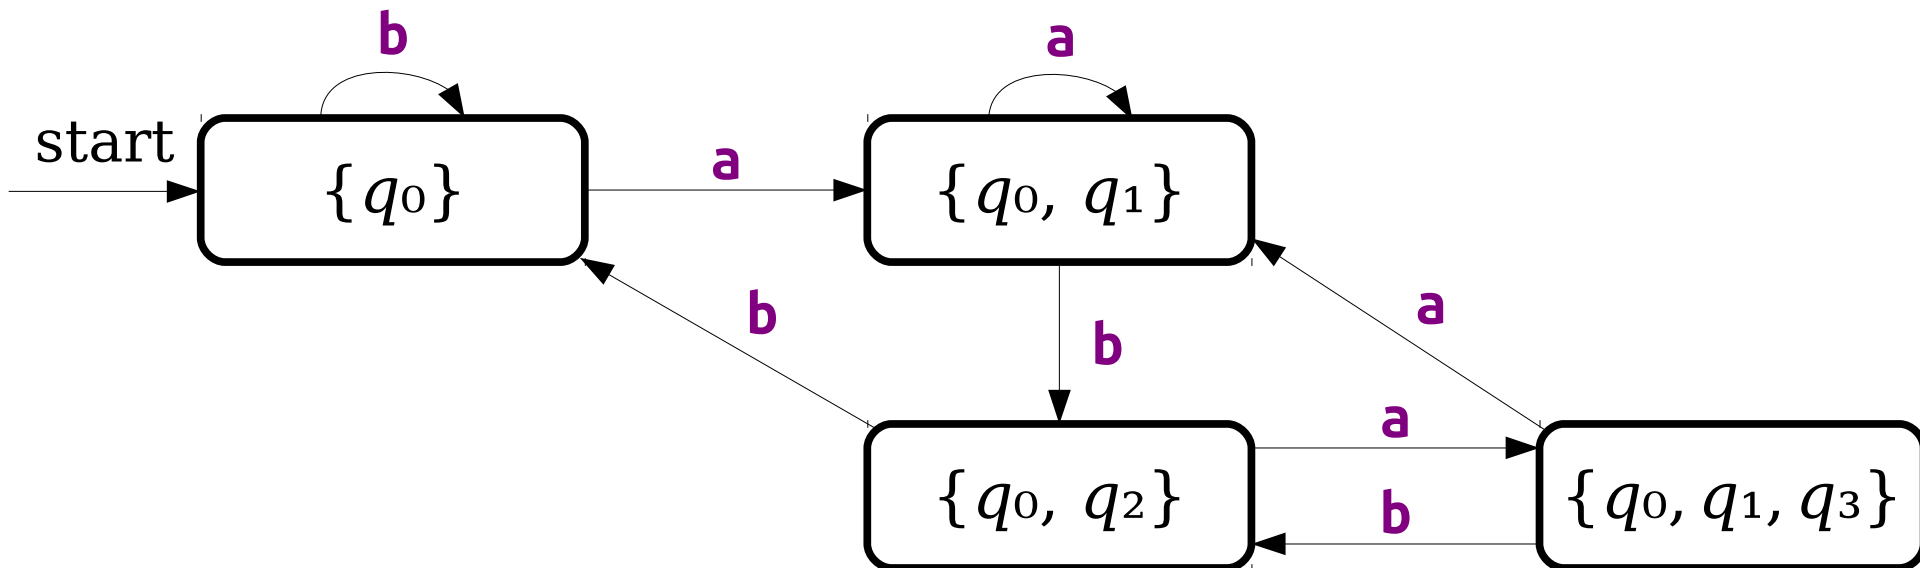 b
a
start
{q₀}
a
{q₀, q₁}
b
b
a
a
{q₀, q₂}
b
{q₀, q₁, q₃}